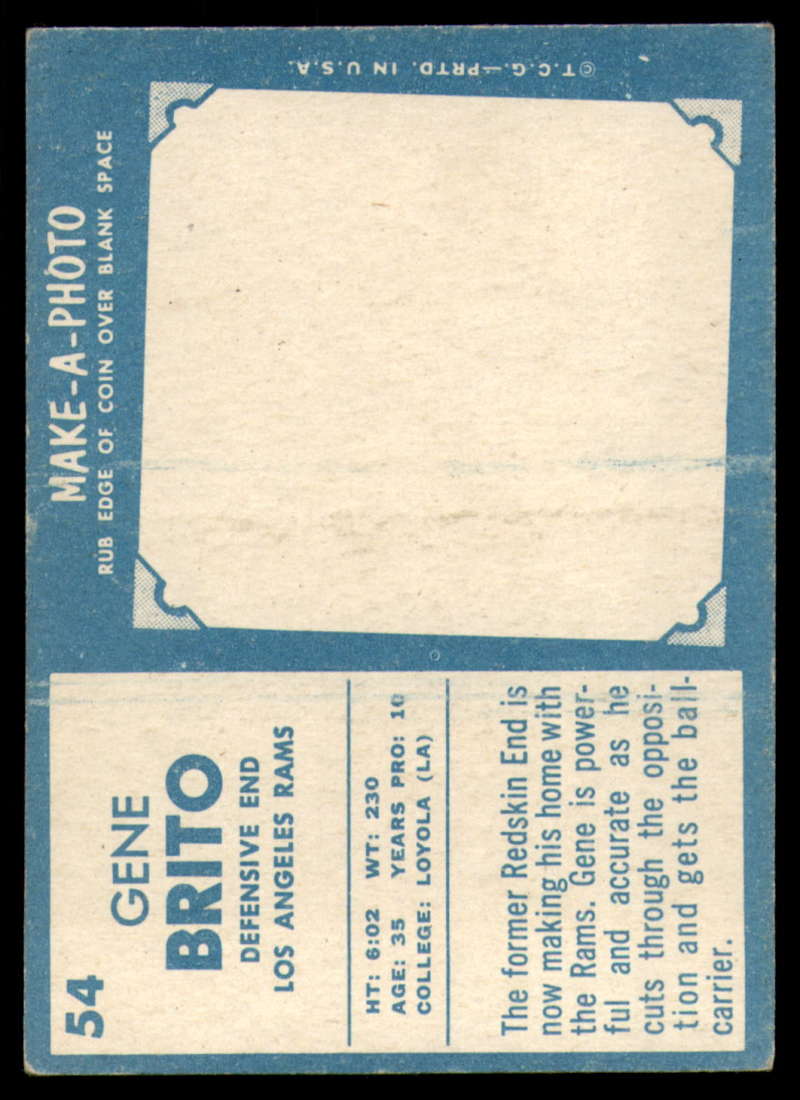 54
GENE
BRITO
DEFENSIVE END
LOS ANGELES RAMS
HT: 6:02 WT: 230
AGE: 35 YEARS PRO: 10
COLLEGE: LOYOLA (LA)
The former Redskin End is
now making his home with
the Rams. Gene is power-
ful and accurate as he
cuts through the opposi-
tion and gets the ball-
carrier.
MAKE-A-PHOTO
RUB EDGE OF COIN OVER BLANK SPACE
© T.C.G.—PRTD. IN U.S.A.